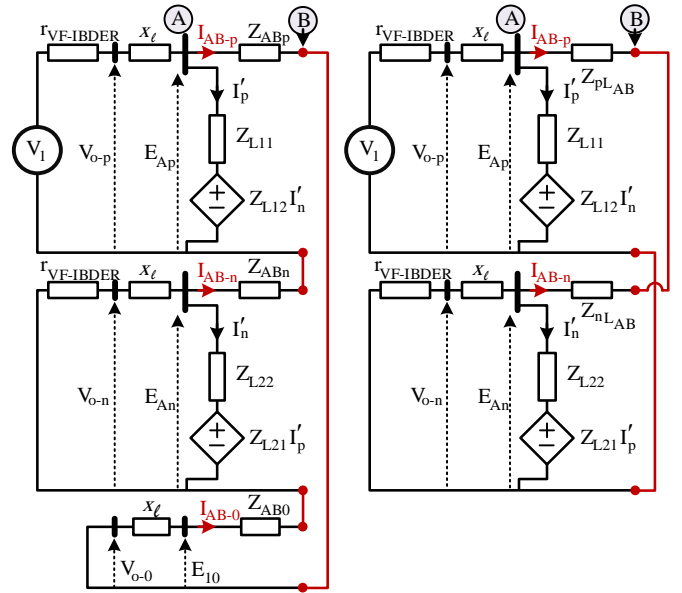 A
B
r_VF-IBDER
x_ℓ
I_AB-p
Z_ABp
V_1
V_o-p
E_Ap
I′_p
Z_L11
Z_L12 I′_n
r_VF-IBDER
x_ℓ
I_AB-n
Z_ABn
V_o-n
E_An
I′_n
Z_L22
Z_L21 I′_p
x_ℓ
I_AB-0
Z_AB0
V_o-0
E_10
A
B
r_VF-IBDER
x_ℓ
I_AB-p
Z_pL_AB
V_1
V_o-p
E_Ap
I′_p
Z_L11
Z_L12 I′_n
r_VF-IBDER
x_ℓ
I_AB-n
Z_nL_AB
V_o-n
E_An
I′_n
Z_L22
Z_L21 I′_p